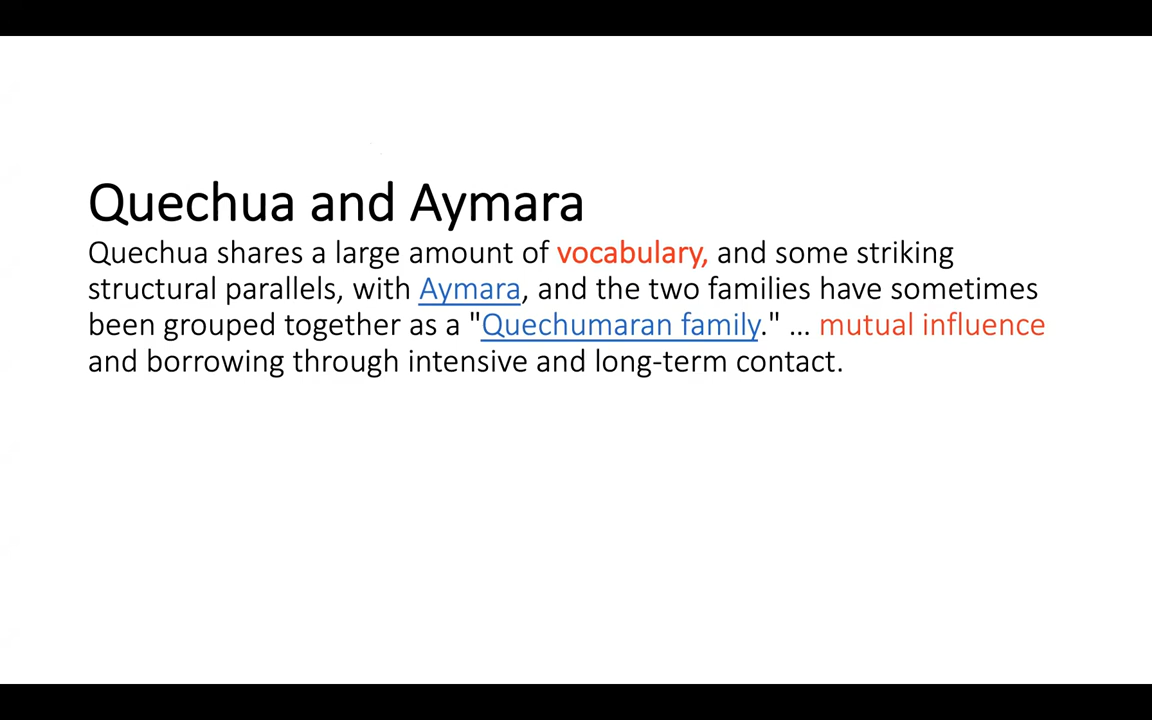 Quechua and Aymara
Quechua shares a large amount of vocabulary, and some striking
structural parallels, with Aymara, and the two families have sometimes
been grouped together as a "Quechumaran family." ... mutual influence
and borrowing through intensive and long-term contact.